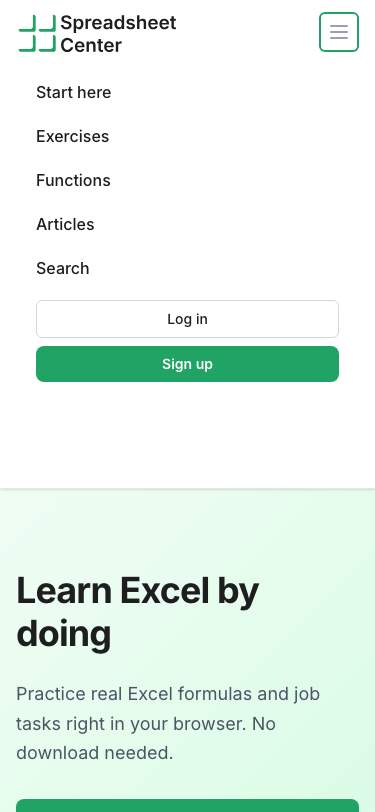 Spreadsheet
Center
Start here
Exercises
Functions
Articles
Search
Log in
Sign up
Learn Excel by
doing
Practice real Excel formulas and job
tasks right in your browser. No
download needed.